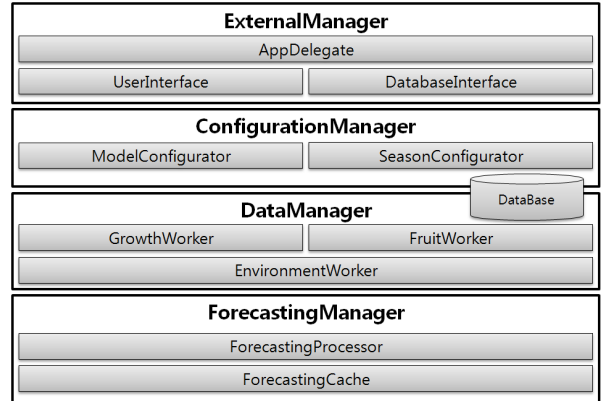 ExternalManager
AppDelegate
UserInterface
DatabaseInterface
ConfigurationManager
ModelConfigurator
SeasonConfigurator
DataBase
DataManager
GrowthWorker
FruitWorker
EnvironmentWorker
ForecastingManager
ForecastingProcessor
ForecastingCache